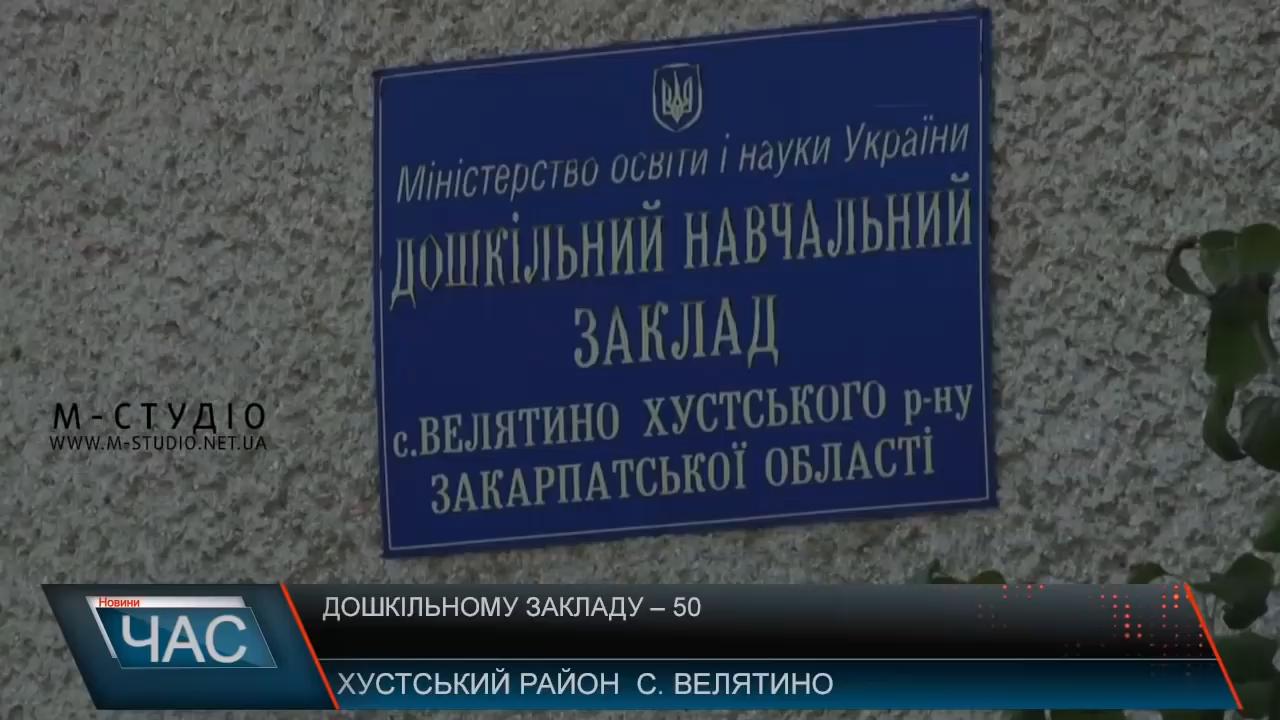 Міністерство освіти і науки України
ДОШКІЛЬНИЙ НАВЧАЛЬНИЙ
ЗАКЛАД
с.ВЕЛЯТИНО ХУСТСЬКОГО р-ну
ЗАКАРПАТСЬКОЇ ОБЛАСТІ
М-СТУДІО
WWW.M-STUDIO.NET.UA
Новини
ЧАС
ДОШКІЛЬНОМУ ЗАКЛАДУ – 50
ХУСТСЬКИЙ РАЙОН С. ВЕЛЯТИНО